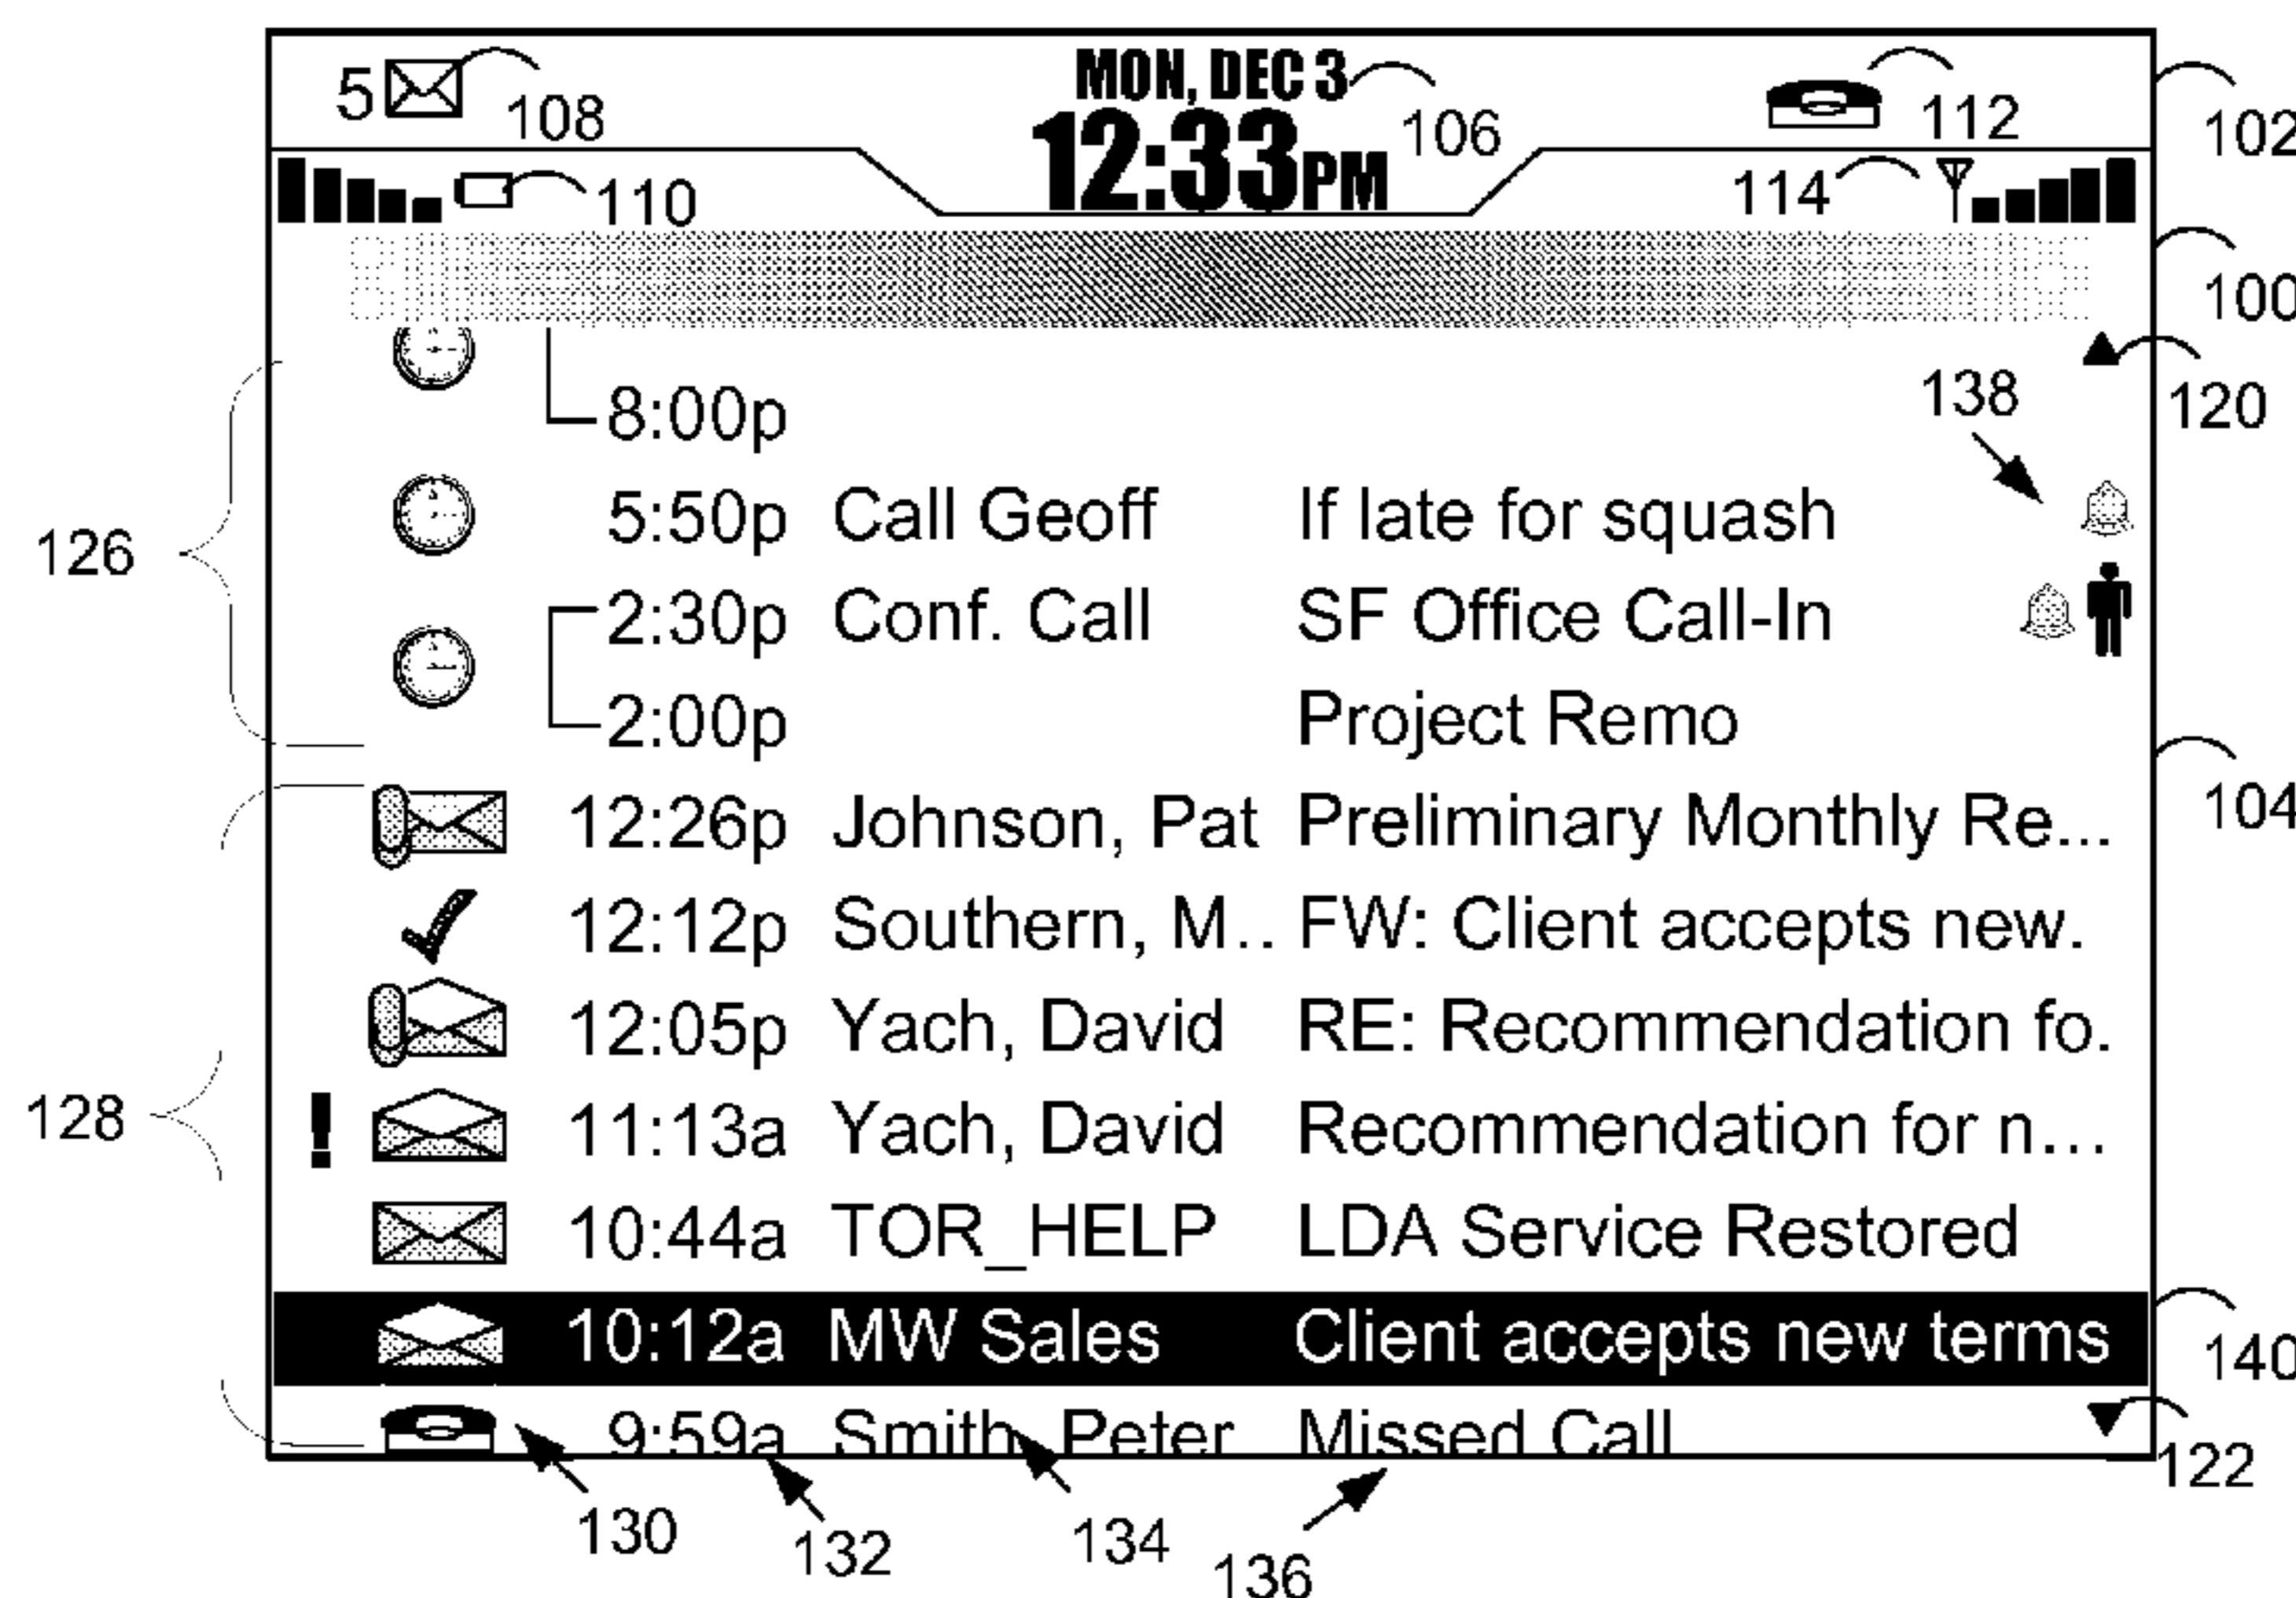 5 108 MON, DEC 3 106 112 102
12:33PM
110 114
100
8:00p 138 120
5:50p Call Geoff If late for squash
126
2:30p Conf. Call SF Office Call-In
2:00p Project Remo
104
12:26p Johnson, Pat Preliminary Monthly Re...
12:12p Southern, M.. FW: Client accepts new.
12:05p Yach, David RE: Recommendation fo.
128 ! 11:13a Yach, David Recommendation for n...
10:44a TOR_HELP LDA Service Restored
10:12a MW Sales Client accepts new terms 140
9:59a Smith, Peter Missed Call 122
130 132 134 136